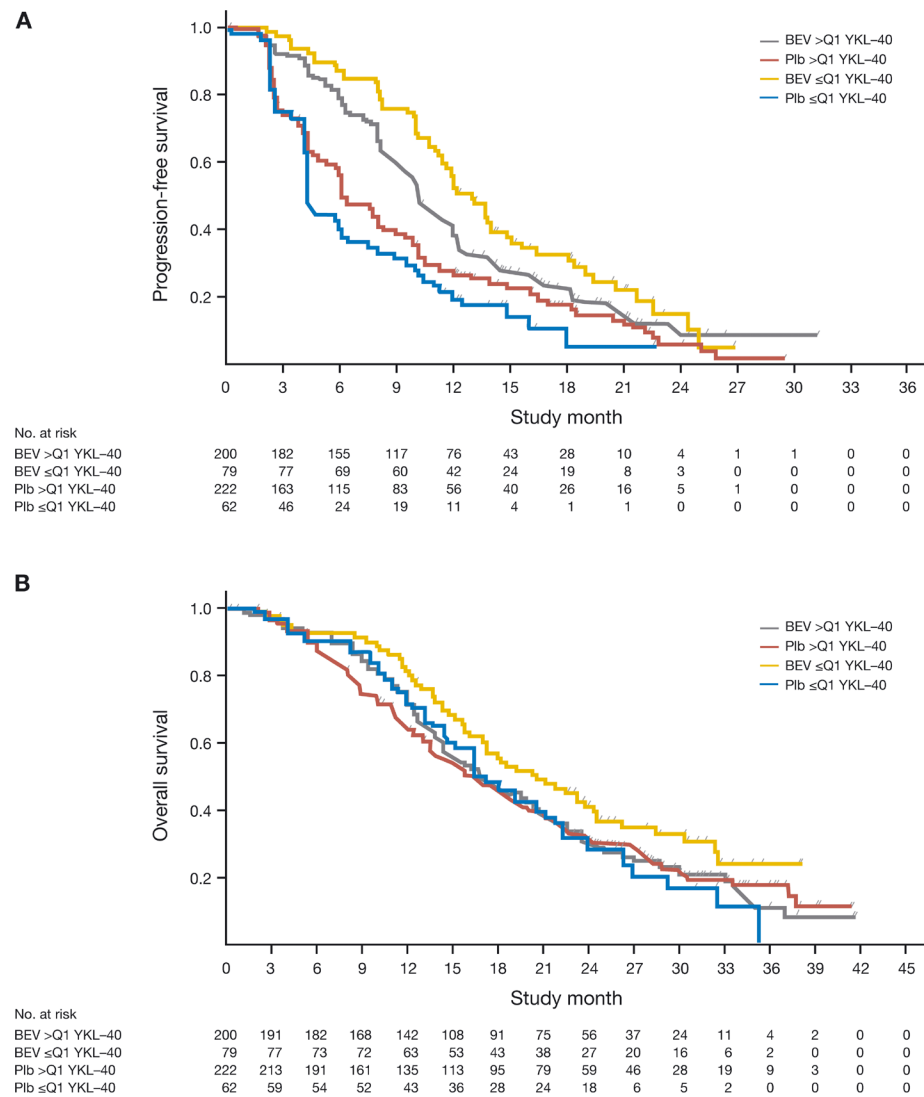 A
1.0
0.8
0.6
0.4
0.2
Progression-free survival
BEV >Q1 YKL–40
Plb >Q1 YKL–40
BEV ≤Q1 YKL–40
Plb ≤Q1 YKL–40
0 3 6 9 12 15 18 21 24 27 30 33 36
Study month
No. at risk
BEV >Q1 YKL–40 200 182 155 117 76 43 28 10 4 1 1 0 0
BEV ≤Q1 YKL–40 79 77 69 60 42 24 19 8 3 0 0 0 0
Plb >Q1 YKL–40 222 163 115 83 56 40 26 16 5 1 0 0 0
Plb ≤Q1 YKL–40 62 46 24 19 11 4 1 1 0 0 0 0 0
B
1.0
0.8
0.6
0.4
0.2
Overall survival
BEV >Q1 YKL–40
Plb >Q1 YKL–40
BEV ≤Q1 YKL–40
Plb ≤Q1 YKL–40
0 3 6 9 12 15 18 21 24 27 30 33 36 39 42 45
Study month
No. at risk
BEV >Q1 YKL–40 200 191 182 168 142 108 91 75 56 37 24 11 4 2 0 0
BEV ≤Q1 YKL–40 79 77 73 72 63 53 43 38 27 20 16 6 2 0 0 0
Plb >Q1 YKL–40 222 213 191 161 135 113 95 79 59 46 28 19 9 3 0 0
Plb ≤Q1 YKL–40 62 59 54 52 43 36 28 24 18 6 5 2 0 0 0 0